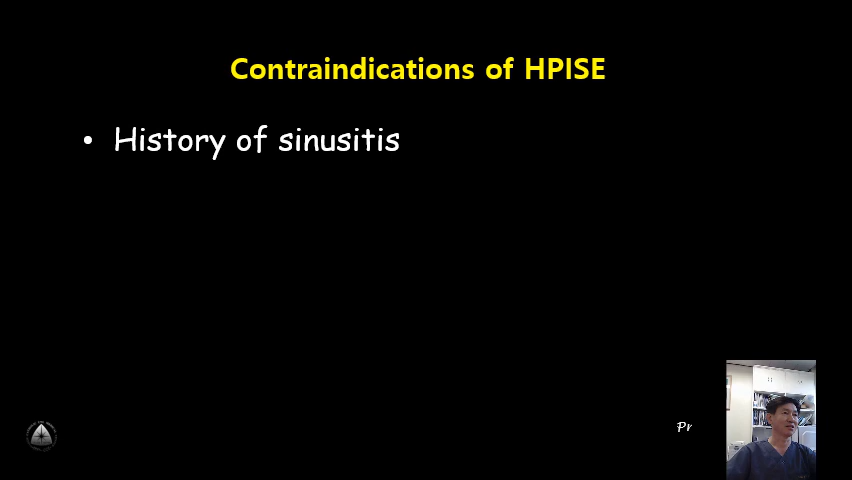 Contraindications of HPISE
• History of sinusitis
Pr